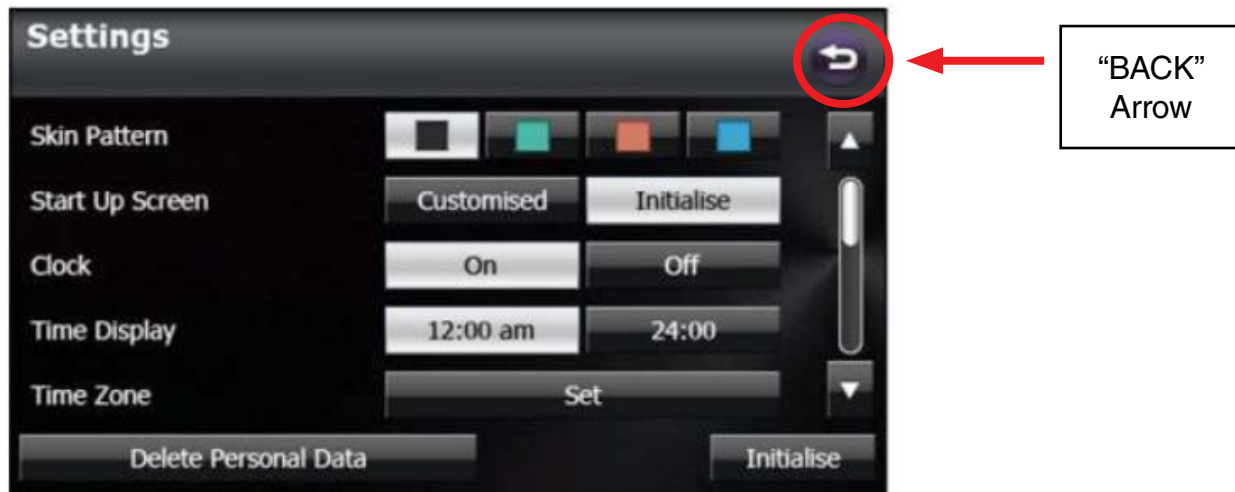 Settings
“BACK”
Arrow
Skin Pattern
Start Up Screen Customised Initialise
Clock On Off
Time Display 12:00 am 24:00
Time Zone Set
Delete Personal Data Initialise